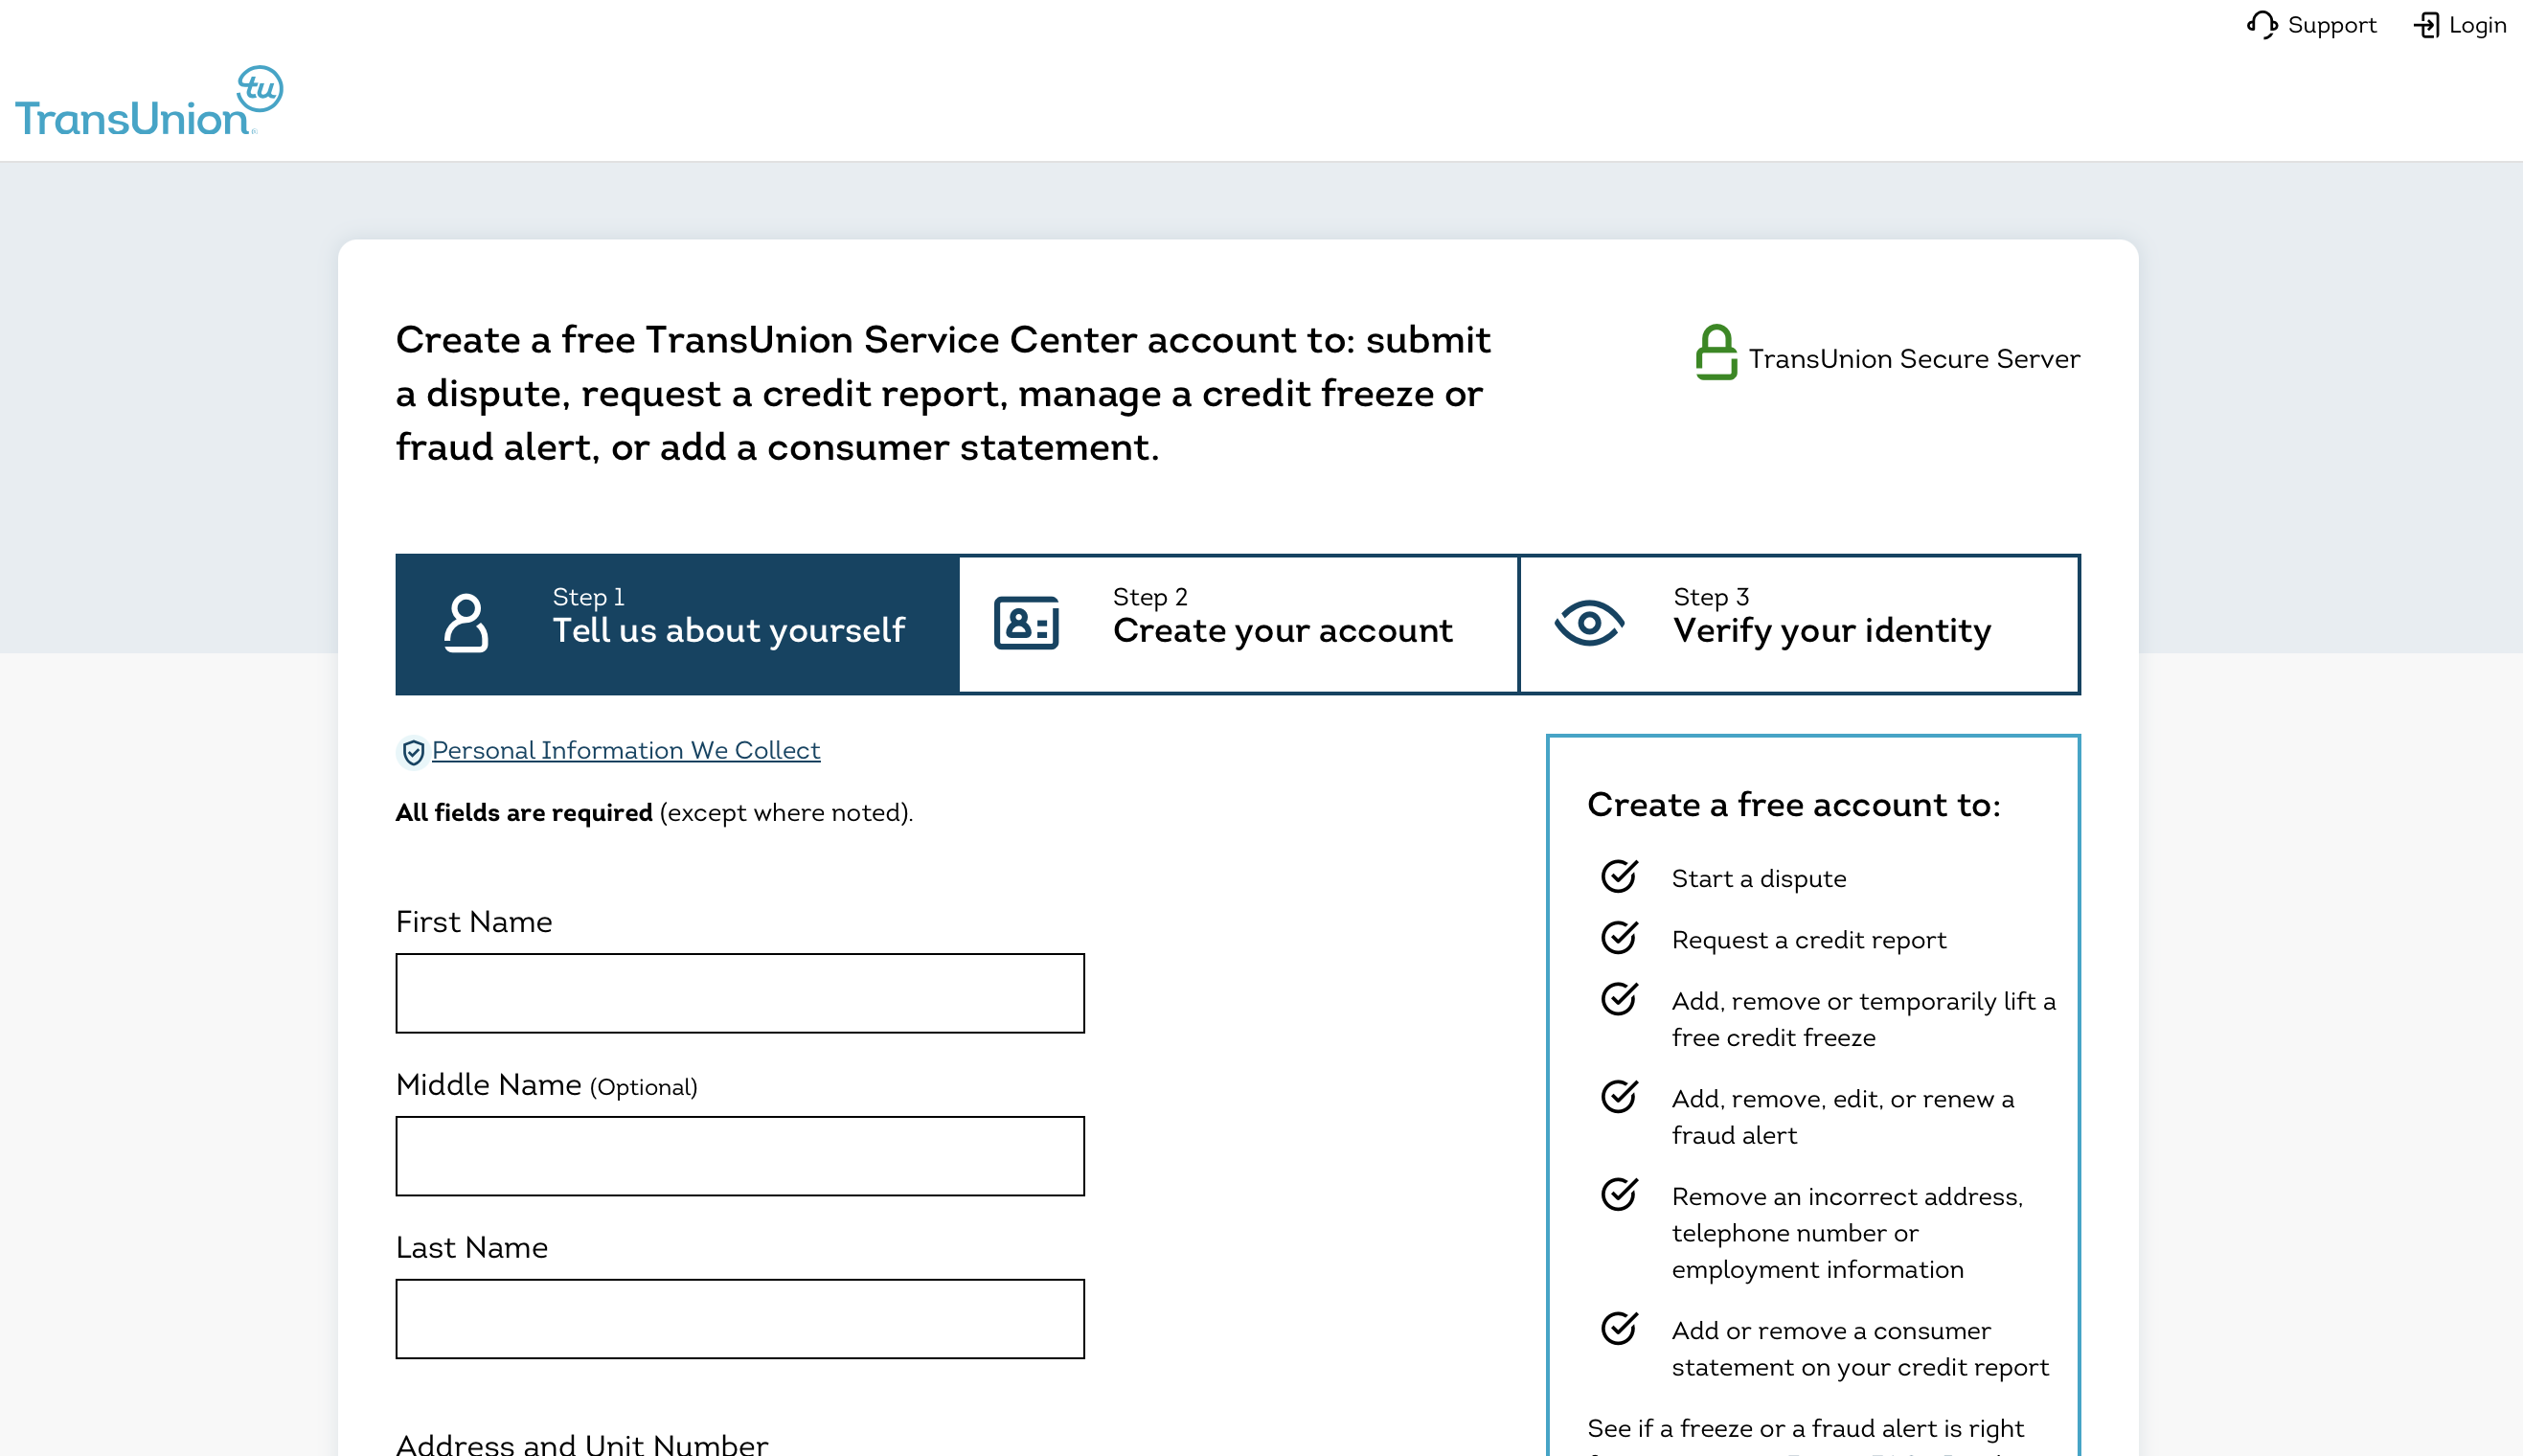 Support
Login
tu
TransUnion
Create a free TransUnion Service Center account to: submit
a dispute, request a credit report, manage a credit freeze or
fraud alert, or add a consumer statement.
TransUnion Secure Server
Step 1
Tell us about yourself
Step 2
Create your account
Step 3
Verify your identity
Personal Information We Collect
All fields are required (except where noted).
First Name
Middle Name (Optional)
Last Name
Address and Unit Number
Create a free account to:
Start a dispute
Request a credit report
Add, remove or temporarily lift a
free credit freeze
Add, remove, edit, or renew a
fraud alert
Remove an incorrect address,
telephone number or
employment information
Add or remove a consumer
statement on your credit report
See if a freeze or a fraud alert is right